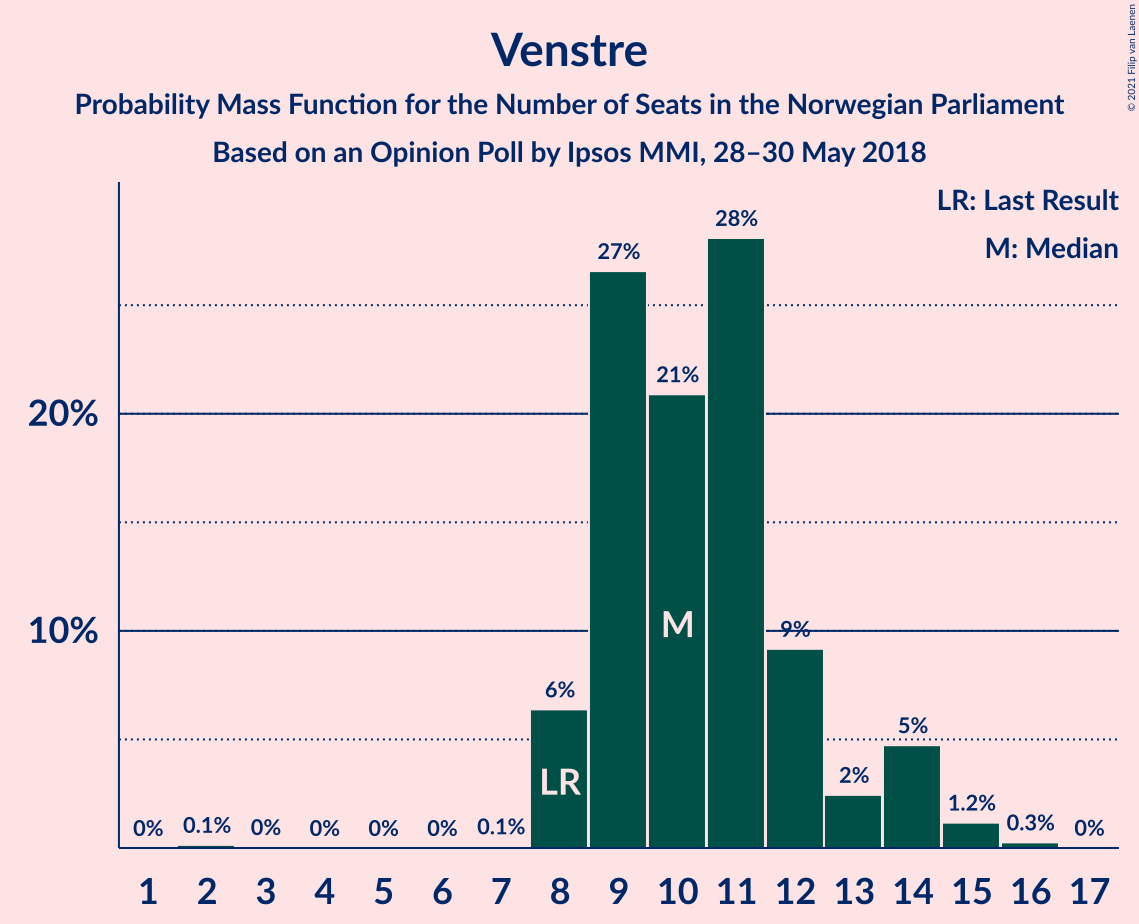 © 2021 Filip van Laenen
Venstre
Probability Mass Function for the Number of Seats in the Norwegian Parliament
Based on an Opinion Poll by Ipsos MMI, 28–30 May 2018
LR: Last Result
M: Median
20%
10%
0% 0.1% 0% 0% 0% 0% 0.1% 6% 27% 21% 28% 9% 2% 5% 1.2% 0.3% 0%
LR M
1 2 3 4 5 6 7 8 9 10 11 12 13 14 15 16 17